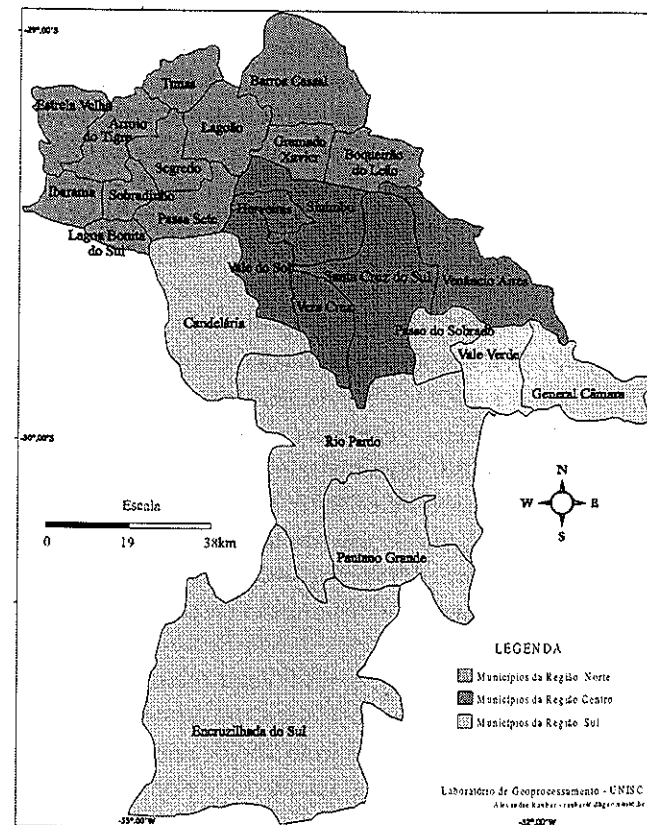 -29°.00'S
Tunas
Barros Cassal
Estrela Velha
Arroio
do Tigre
Lagoão
Gramado
Xavier
Boqueirão
do Leão
Segredo
Ibarama
Sobradinho
Passa Sete
Herveiras
Sinimbu
Lagoa Bonita
do Sul
Vale do Sol
Santa Cruz do Sul
Venâncio Aires
Vera Cruz
Candelária
Passo do Sobrado
Vale Verde
General Câmara
-30°.00'S
Rio Pardo
Escala
0 19 38km
N
W E
S
Pantano Grande
LEGENDA
Municípios da Região Norte
Municípios da Região Centro
Municípios da Região Sul
Encruzilhada do Sul
Laboratório de Geoprocessamento - UNISC
-52°.00'W